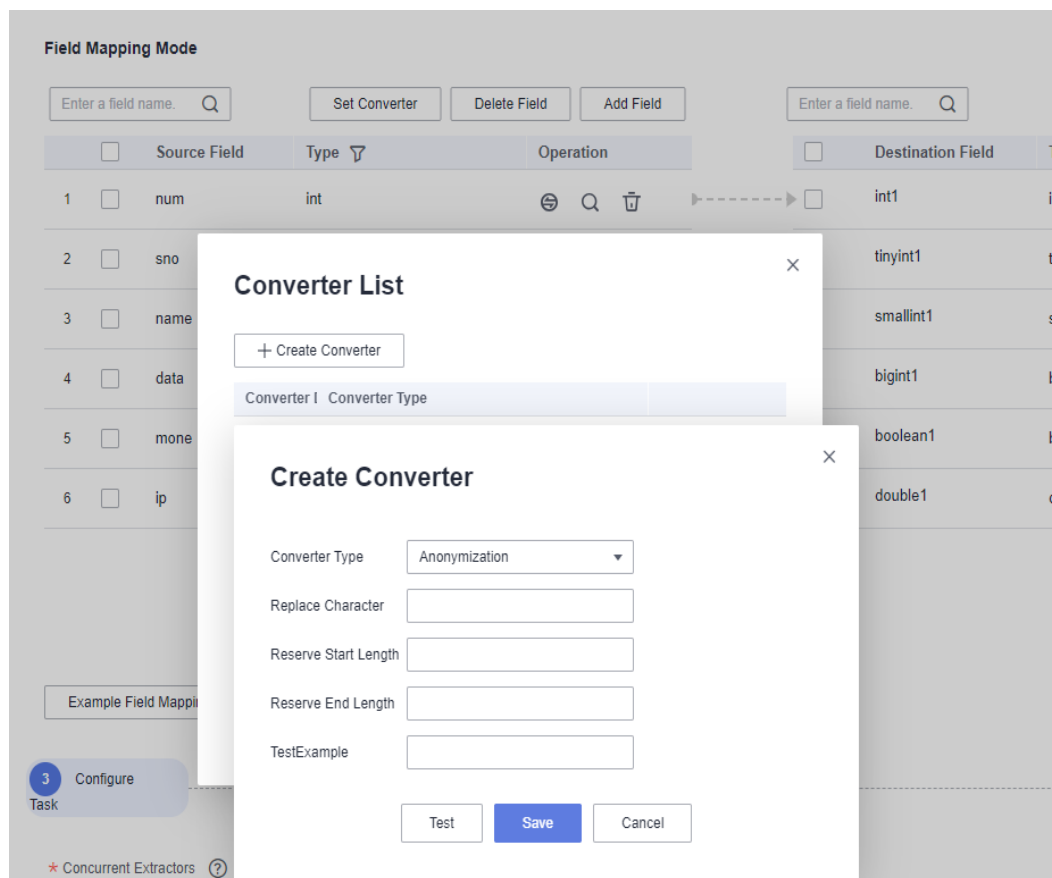 Field Mapping Mode
Enter a field name. Set Converter Delete Field Add Field Enter a field name.
Source Field Type Operation Destination Field
1 num int int1
2 sno tinyint1
3 name smallint1
4 data bigint1
5 mone boolean1
6 ip double1
Converter List
+ Create Converter
Converter I Converter Type
Create Converter
Converter Type Anonymization
Replace Character
Reserve Start Length
Reserve End Length
TestExample
Test Save Cancel
Example Field Mappin
3 Configure
Task
* Concurrent Extractors ?